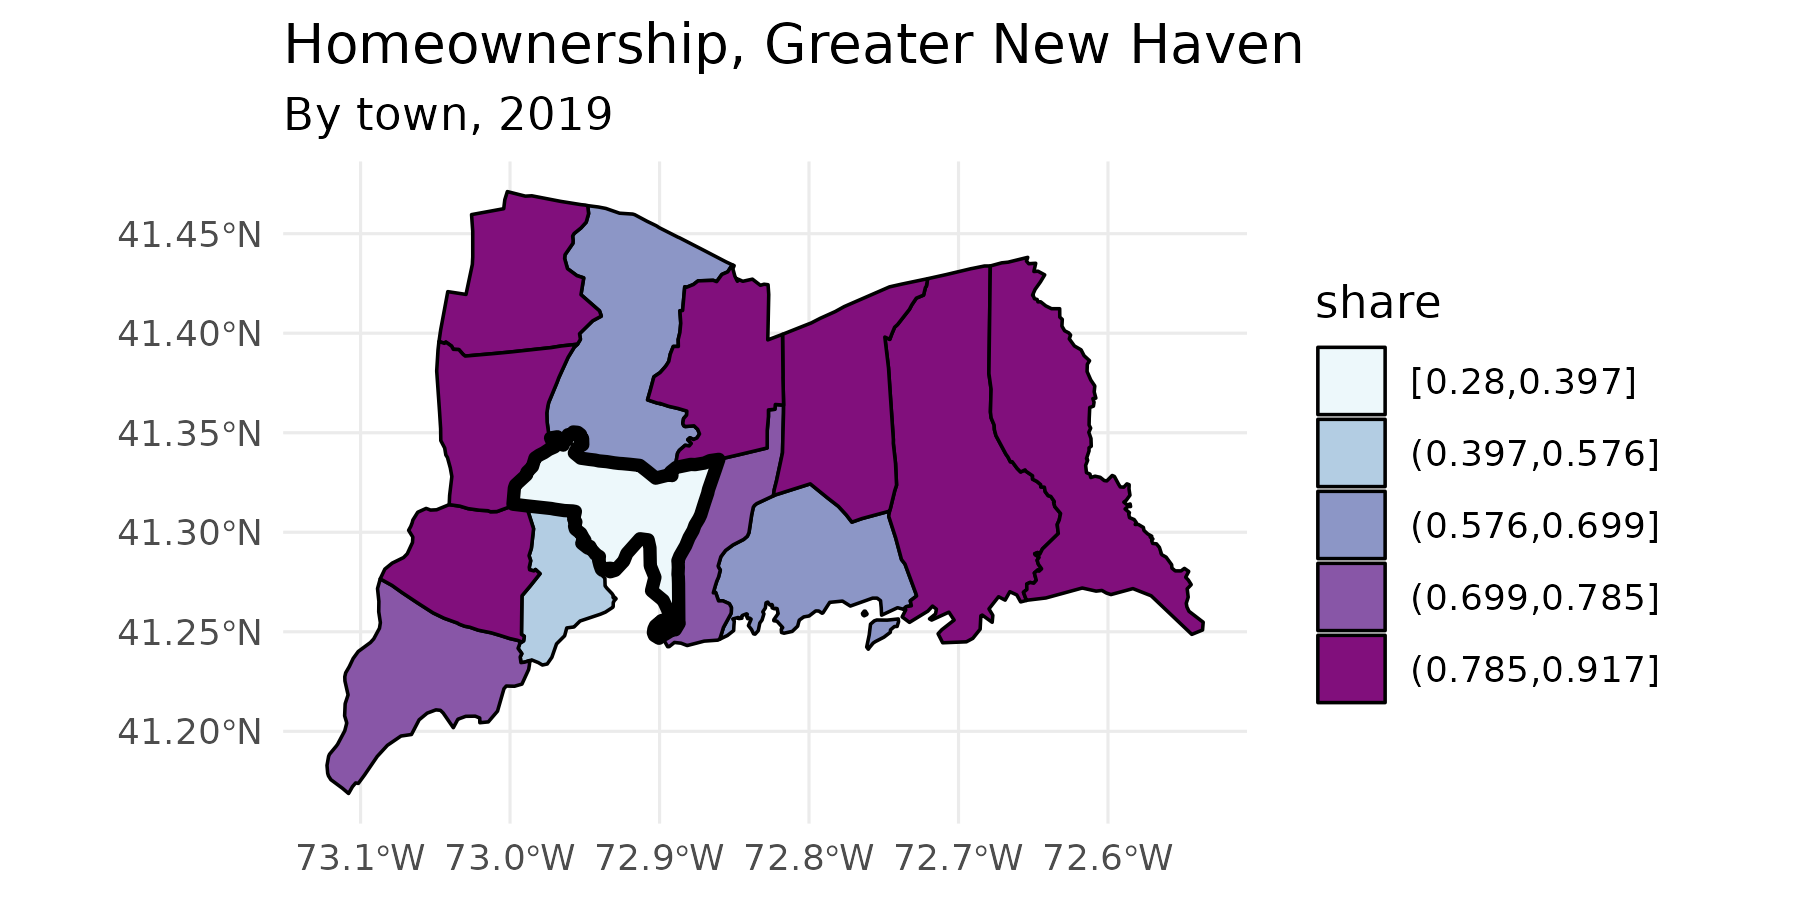 Homeownership, Greater New Haven
By town, 2019
41.45°N
41.40°N
41.35°N
41.30°N
41.25°N
41.20°N
73.1°W 73.0°W 72.9°W 72.8°W 72.7°W 72.6°W
share
[0.28,0.397]
(0.397,0.576]
(0.576,0.699]
(0.699,0.785]
(0.785,0.917]